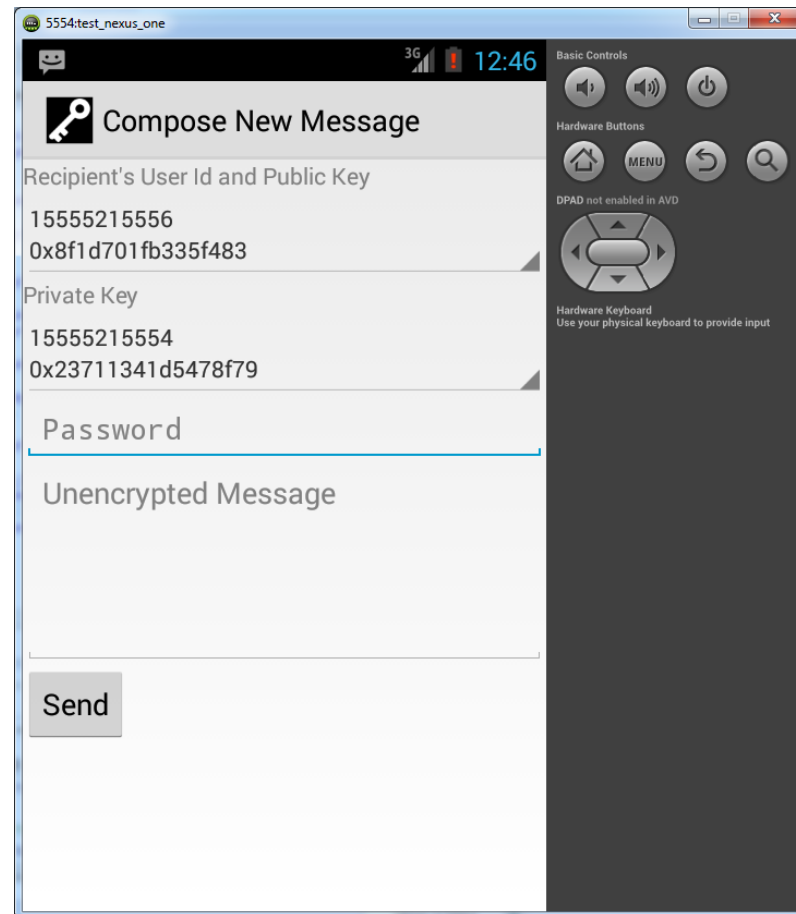 5554:test_nexus_one
3G 12:46
Compose New Message
Recipient's User Id and Public Key
15555215556
0x8f1d701fb335f483
Private Key
15555215554
0x23711341d5478f79
Password
Unencrypted Message
Send
Basic Controls
Hardware Buttons
MENU
DPAD not enabled in AVD
Hardware Keyboard
Use your physical keyboard to provide input